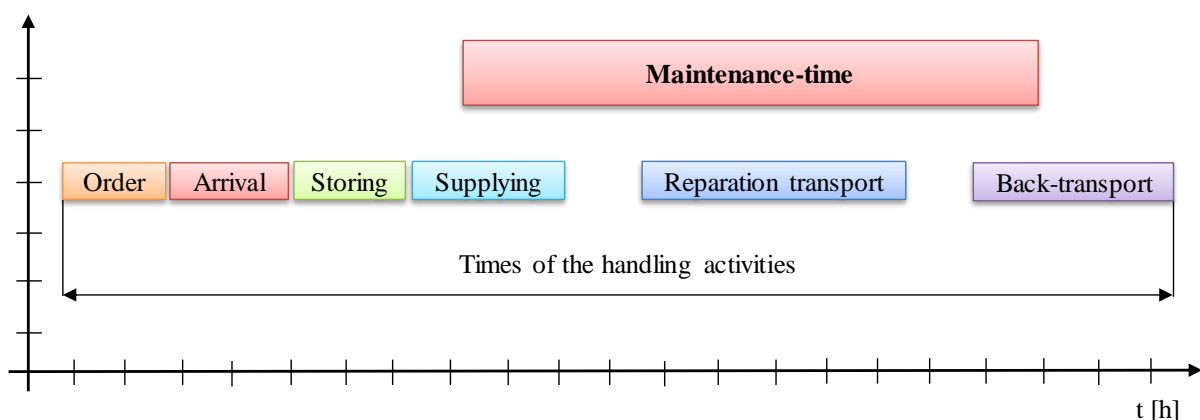 Maintenance-time
Order
Arrival
Storing
Supplying
Reparation transport
Back-transport
Times of the handling activities
t [h]